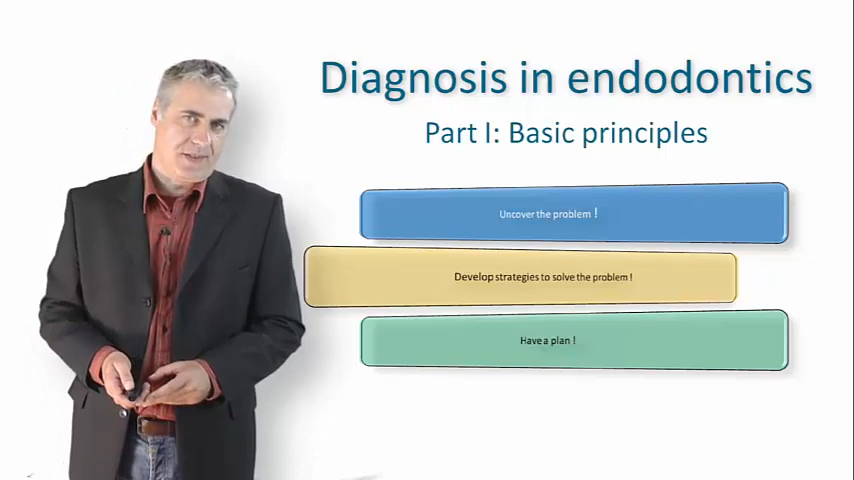 Diagnosis in endodontics
Part I: Basic principles
Uncover the problem !
Develop strategies to solve the problem !
Have a plan !